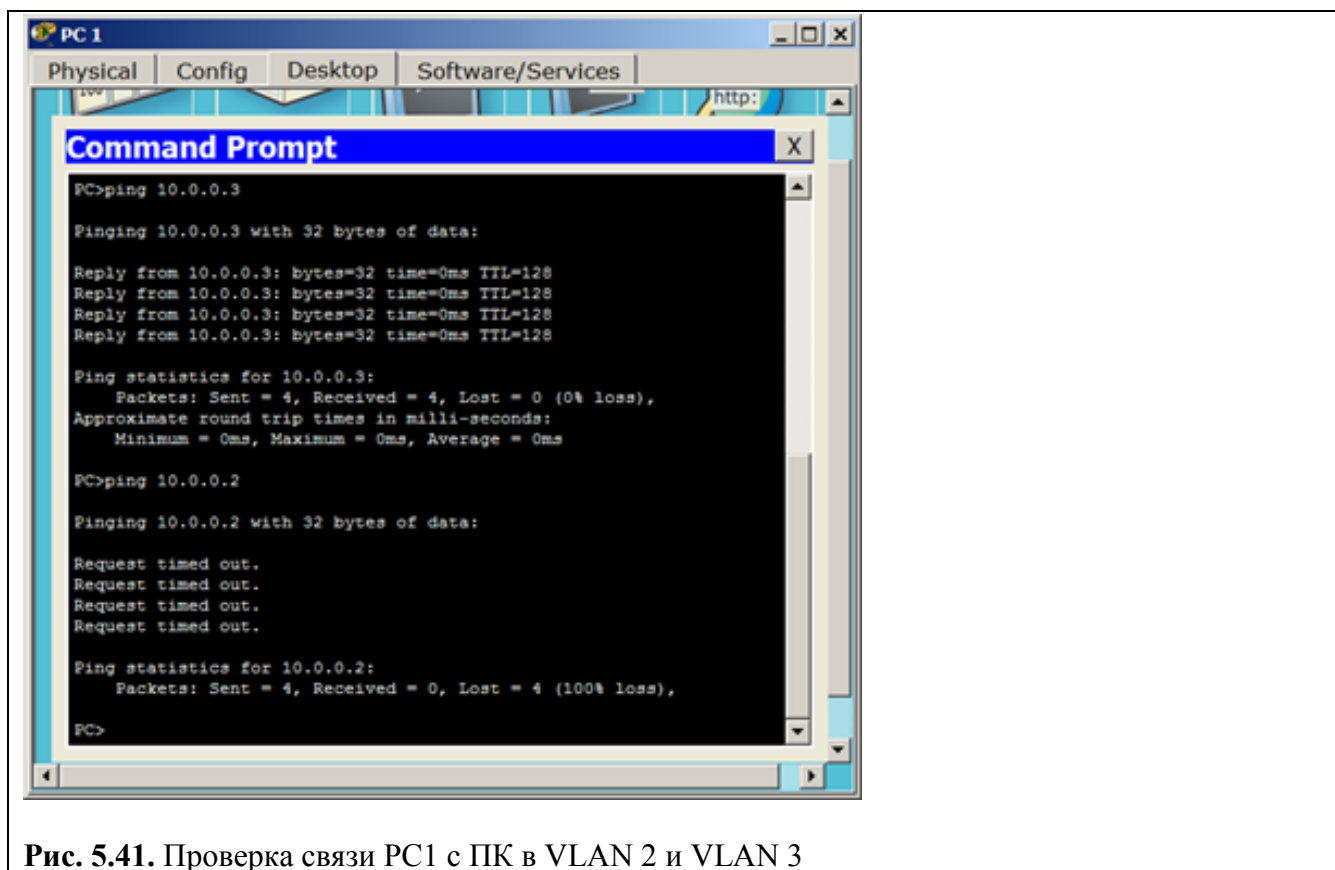 PC 1
Physical Config Desktop Software/Services
http:
Command Prompt X
PC>ping 10.0.0.3
Pinging 10.0.0.3 with 32 bytes of data:
Reply from 10.0.0.3: bytes=32 time=0ms TTL=128
Reply from 10.0.0.3: bytes=32 time=0ms TTL=128
Reply from 10.0.0.3: bytes=32 time=0ms TTL=128
Reply from 10.0.0.3: bytes=32 time=0ms TTL=128
Ping statistics for 10.0.0.3:
Packets: Sent = 4, Received = 4, Lost = 0 (0% loss),
Approximate round trip times in milli-seconds:
Minimum = 0ms, Maximum = 0ms, Average = 0ms
PC>ping 10.0.0.2
Pinging 10.0.0.2 with 32 bytes of data:
Request timed out.
Request timed out.
Request timed out.
Request timed out.
Ping statistics for 10.0.0.2:
Packets: Sent = 4, Received = 0, Lost = 4 (100% loss),
PC>
Рис. 5.41. Проверка связи PC1 с ПК в VLAN 2 и VLAN 3